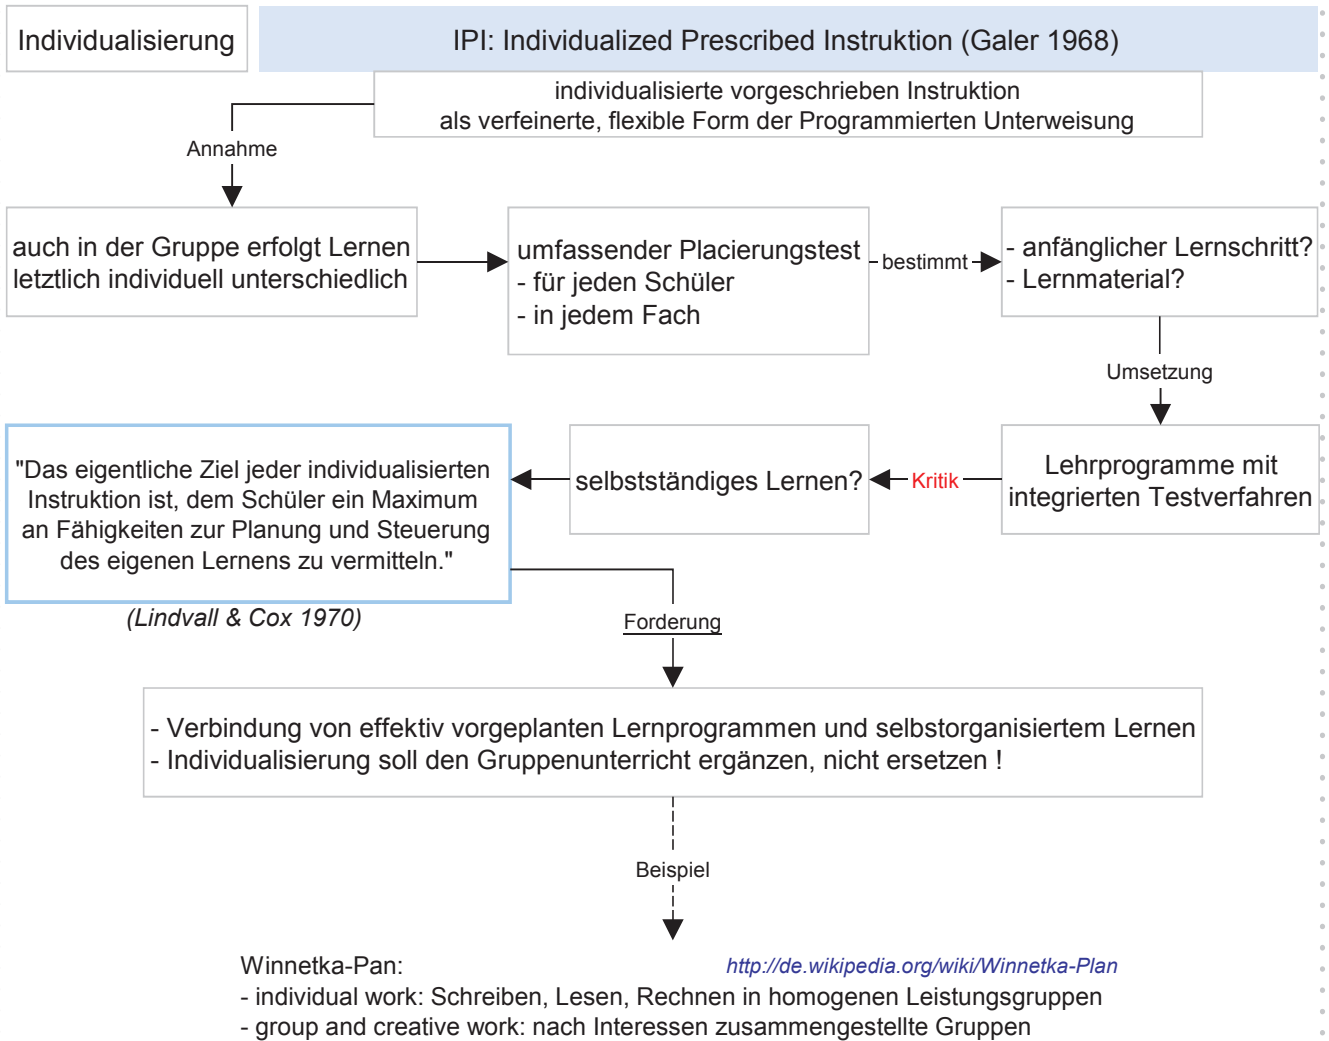 Individualisierung
IPI: Individualized Prescribed Instruktion (Galer 1968)
individualisierte vorgeschrieben Instruktion
als verfeinerte, flexible Form der Programmierten Unterweisung
Annahme
auch in der Gruppe erfolgt Lernen
letztlich individuell unterschiedlich
umfassender Placierungstest
- für jeden Schüler
- in jedem Fach
bestimmt
- anfänglicher Lernschritt?
- Lernmaterial?
Umsetzung
Lehrprogramme mit
integrierten Testverfahren
Kritik
selbstständiges Lernen?
"Das eigentliche Ziel jeder individualisierten
Instruktion ist, dem Schüler ein Maximum
an Fähigkeiten zur Planung und Steuerung
des eigenen Lernens zu vermitteln."
(Lindvall & Cox 1970)
Forderung
- Verbindung von effektiv vorgeplanten Lernprogrammen und selbstorganisiertem Lernen
- Individualisierung soll den Gruppenunterricht ergänzen, nicht ersetzen !
Beispiel
Winnetka-Pan:
http://de.wikipedia.org/wiki/Winnetka-Plan
- individual work: Schreiben, Lesen, Rechnen in homogenen Leistungsgruppen
- group and creative work: nach Interessen zusammengestellte Gruppen